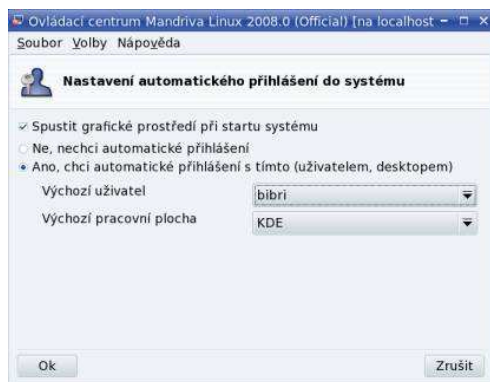 Ovládací centrum Mandriva Linux 2008.0 (Official) [na localhost
Soubor Volby Nápověda
Nastavení automatického přihlášení do systému
Spustit grafické prostředí při startu systému
Ne, nechci automatické přihlášení
Ano, chci automatické přihlášení s tímto (uživatelem, desktopem)
Výchozí uživatel bibri
Výchozí pracovní plocha KDE
Ok Zrušit